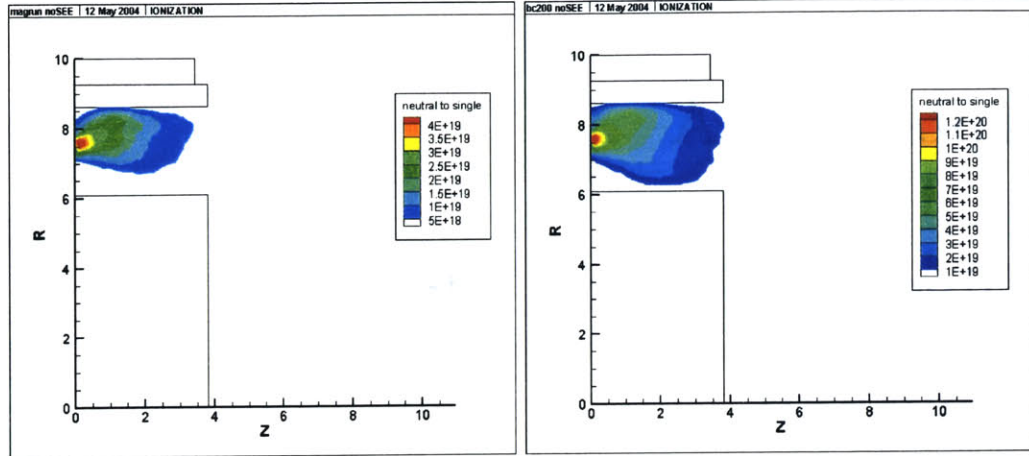 magrun noSEE | 12 May 2004 | IONIZATION
10
8
6
4
2
0
R
0 2 4 6 8 10
Z
neutral to single
4E+19
3.5E+19
3E+19
2.5E+19
2E+19
1.5E+19
1E+19
5E+18
bc200 noSEE | 12 May 2004 | IONIZATION
10
8
6
4
2
0
R
0 2 4 6 8 10
Z
neutral to single
1.2E+20
1.1E+20
1E+20
9E+19
8E+19
7E+19
6E+19
5E+19
4E+19
3E+19
2E+19
1E+19